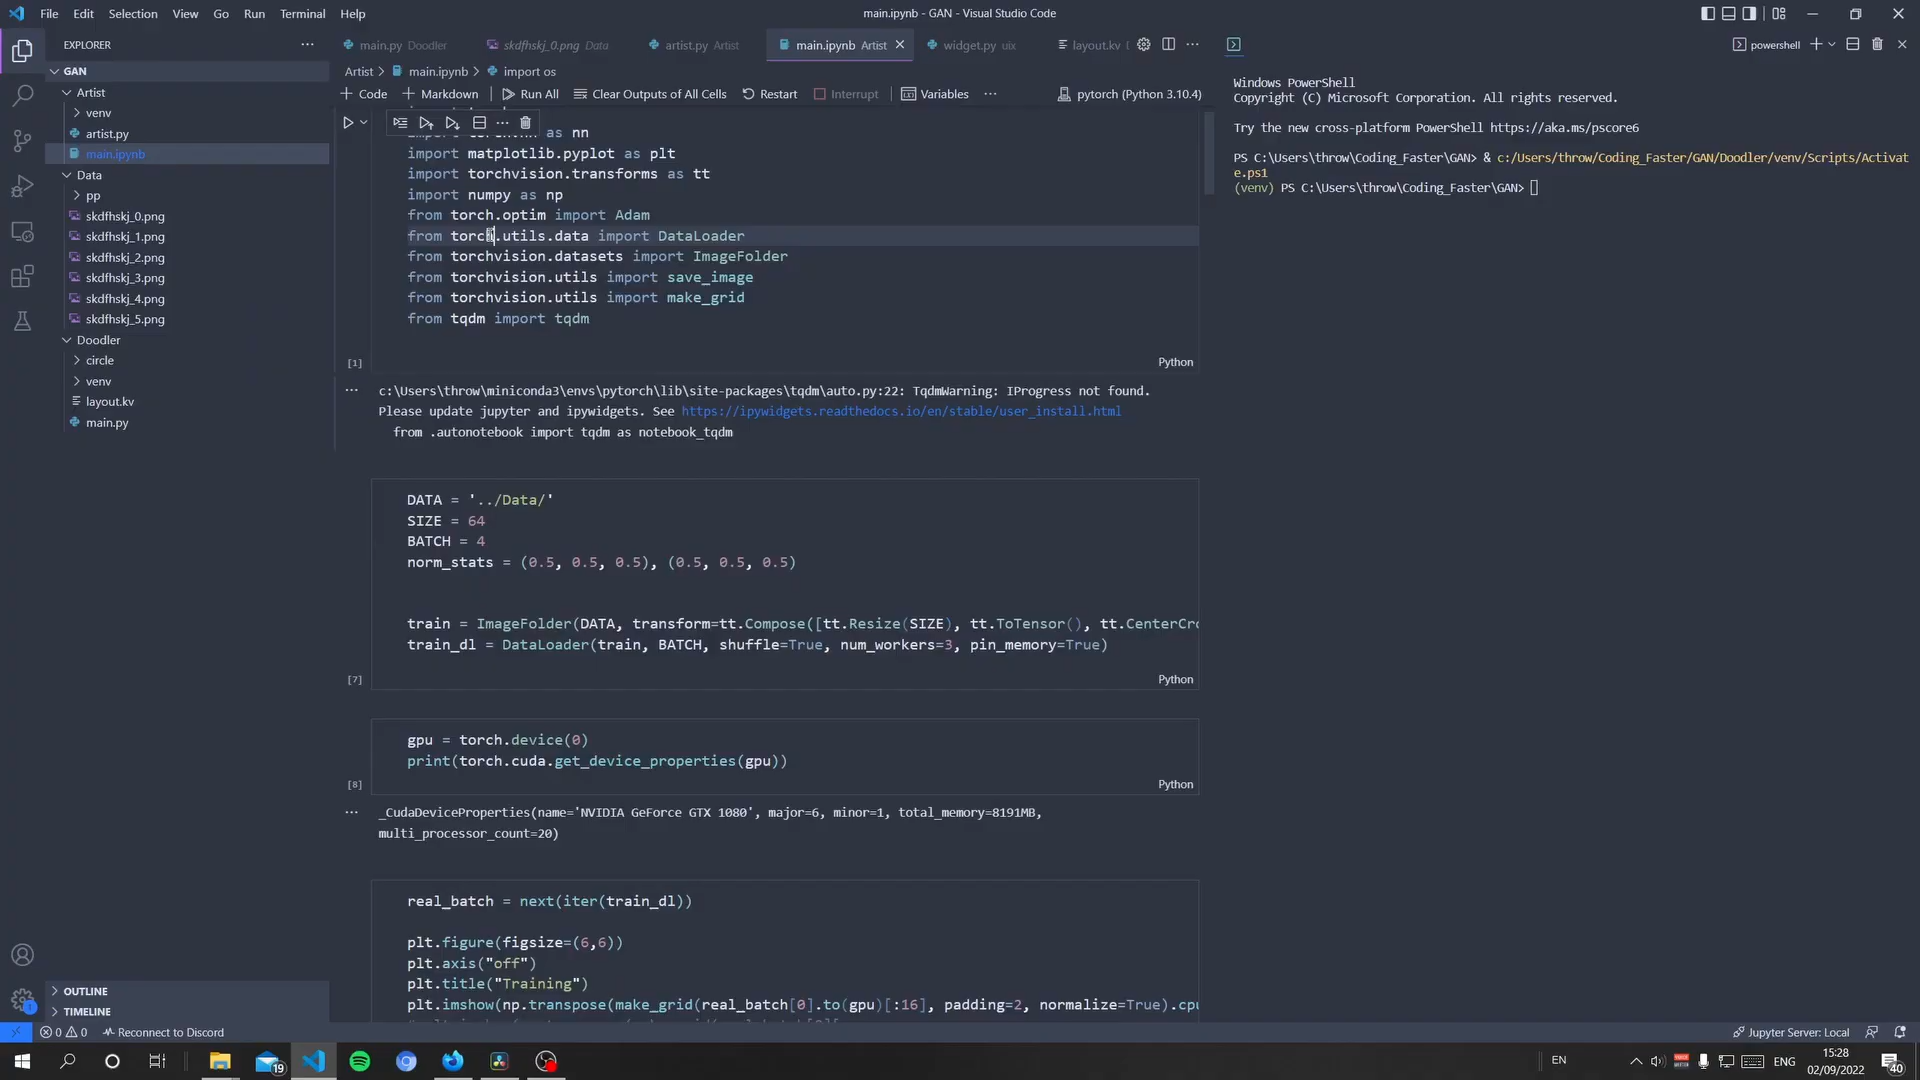 File Edit Selection View Go Run Terminal Help
main.ipynb - GAN - Visual Studio Code
EXPLORER
GAN
Artist
venv
artist.py
main.ipynb
Data
pp
skdfhskj_0.png
skdfhskj_1.png
skdfhskj_2.png
skdfhskj_3.png
skdfhskj_4.png
skdfhskj_5.png
Doodler
circle
venv
layout.kv
main.py
OUTLINE
TIMELINE
main.py Doodler
skdfhskj_0.png Data
artist.py Artist
main.ipynb Artist
widget.py uix
layout.kv
Artist > main.ipynb > import os
Code Markdown Run All Clear Outputs of All Cells Restart Interrupt Variables pytorch (Python 3.10.4)
as nn
import matplotlib.pyplot as plt
import torchvision.transforms as tt
import numpy as np
from torch.optim import Adam
from torch.utils.data import DataLoader
from torchvision.datasets import ImageFolder
from torchvision.utils import save_image
from torchvision.utils import make_grid
from tqdm import tqdm
[1] Python
c:\Users\throw\miniconda3\envs\pytorch\lib\site-packages\tqdm\auto.py:22: TqdmWarning: IProgress not found.
Please update jupyter and ipywidgets. See https://ipywidgets.readthedocs.io/en/stable/user_install.html
from .autonotebook import tqdm as notebook_tqdm
DATA = '../Data/'
SIZE = 64
BATCH = 4
norm_stats = (0.5, 0.5, 0.5), (0.5, 0.5, 0.5)
train = ImageFolder(DATA, transform=tt.Compose([tt.Resize(SIZE), tt.ToTensor(), tt.CenterCr
train_dl = DataLoader(train, BATCH, shuffle=True, num_workers=3, pin_memory=True)
[7] Python
gpu = torch.device(0)
print(torch.cuda.get_device_properties(gpu))
[8] Python
_CudaDeviceProperties(name='NVIDIA GeForce GTX 1080', major=6, minor=1, total_memory=8191MB,
multi_processor_count=20)
real_batch = next(iter(train_dl))
plt.figure(figsize=(6,6))
plt.axis("off")
plt.title("Training")
plt.imshow(np.transpose(make_grid(real_batch[0].to(gpu)[:16], padding=2, normalize=True).cpu
powershell
Windows PowerShell
Copyright (C) Microsoft Corporation. All rights reserved.
Try the new cross-platform PowerShell https://aka.ms/pscore6
PS C:\Users\throw\Coding_Faster\GAN> & c:/Users/throw/Coding_Faster/GAN/Doodler/venv/Scripts/Activat
e.ps1
(venv) PS C:\Users\throw\Coding_Faster\GAN>
0 0 Reconnect to Discord
Jupyter Server: Local
19
EN
ENG
15:28
02/09/2022
40